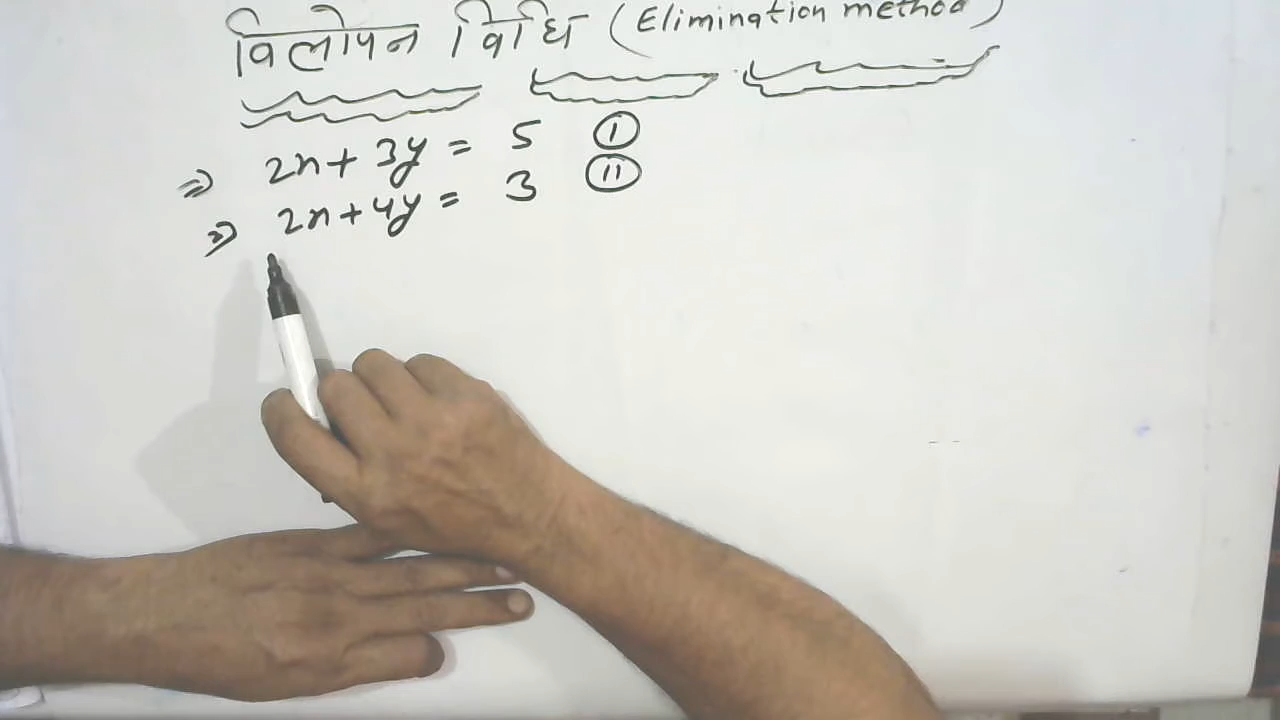 विलोपन विधि (Elimination method)
⇒ 2x + 3y = 5 (I)
⇒ 2x + 4y = 3 (II)